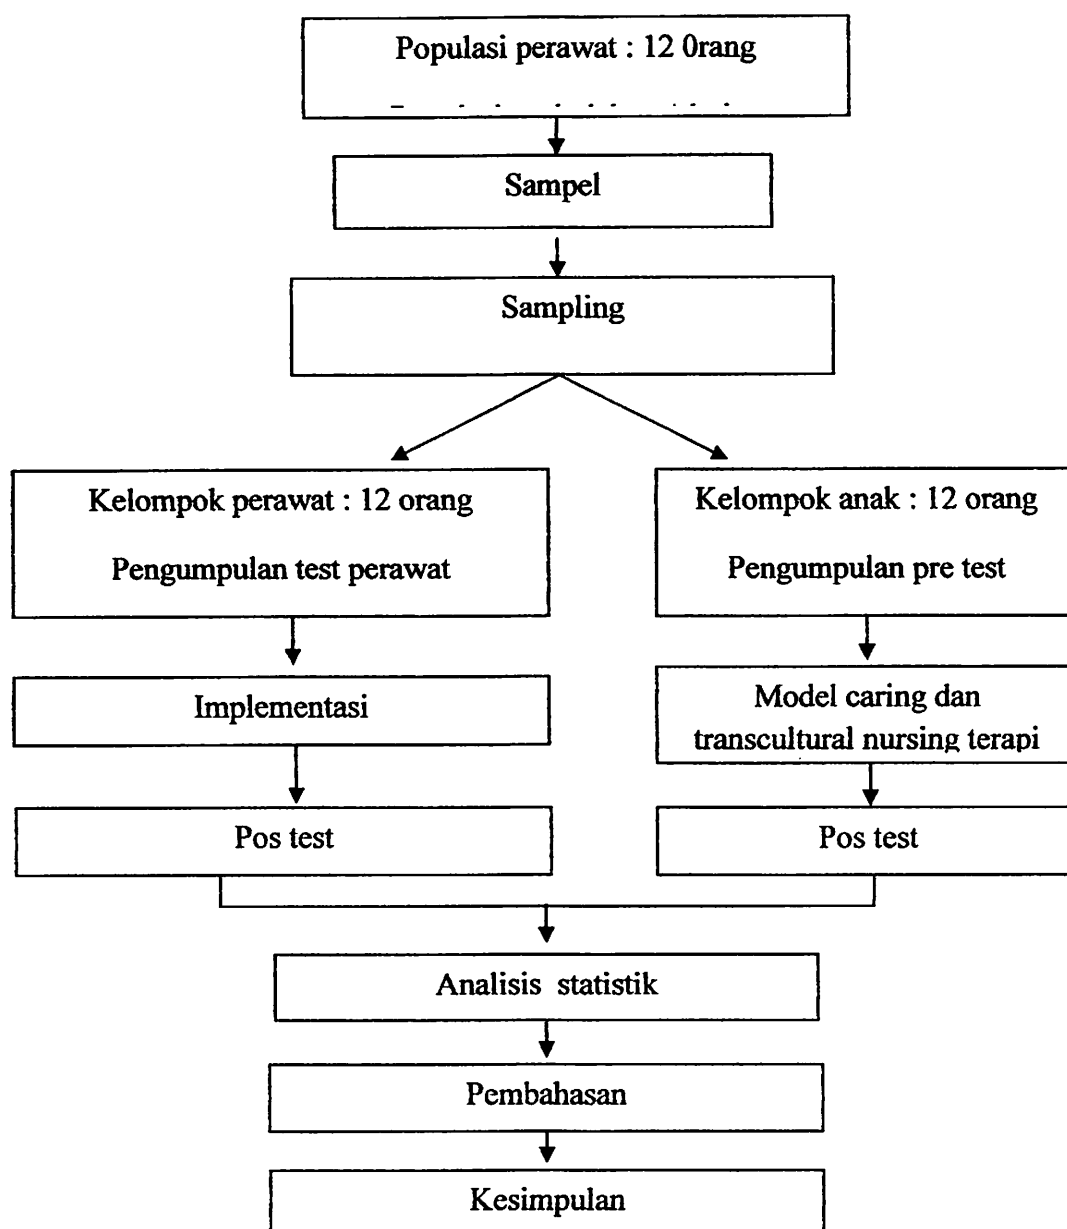 Populasi perawat : 12 0rang
Sampel
Sampling
Kelompok perawat : 12 orang
Pengumpulan test perawat
Kelompok anak : 12 orang
Pengumpulan pre test
Implementasi
Model caring dan
transcultural nursing terapi
Pos test
Pos test
Analisis statistik
Pembahasan
Kesimpulan